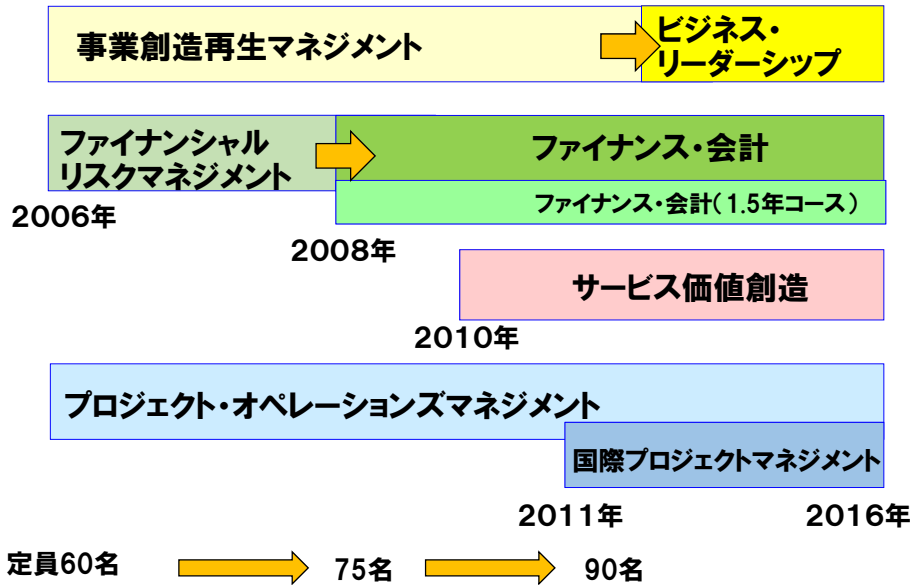 事業創造再生マネジメント
ビジネス・
リーダーシップ
ファイナンシャル
リスクマネジメント
ファイナンス・会計
ファイナンス・会計(1.5年コース)
2006年
2008年
サービス価値創造
2010年
プロジェクト・オペレーションズマネジメント
国際プロジェクトマネジメント
2011年
2016年
定員60名
75名
90名